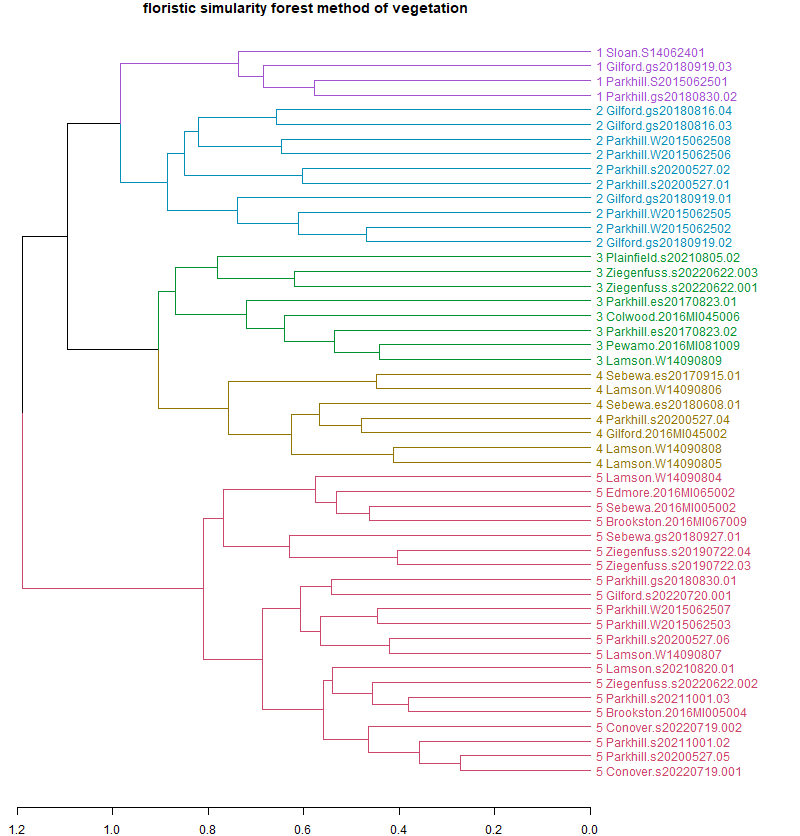 floristic simularity forest method of vegetation
1 Sloan.S14062401
1 Gilford.gs20180919.03
1 Parkhill.S2015062501
1 Parkhill.gs20180830.02
2 Gilford.gs20180816.04
2 Gilford.gs20180816.03
2 Parkhill.W2015062508
2 Parkhill.W2015062506
2 Parkhill.s20200527.02
2 Parkhill.s20200527.01
2 Gilford.gs20180919.01
2 Parkhill.W2015062505
2 Parkhill.W2015062502
2 Gilford.gs20180919.02
3 Plainfield.s20210805.02
3 Ziegenfuss.s20220622.003
3 Ziegenfuss.s20220622.001
3 Parkhill.es20170823.01
3 Colwood.2016MI045006
3 Parkhill.es20170823.02
3 Pewamo.2016MI081009
3 Lamson.W14090809
4 Sebewa.es20170915.01
4 Lamson.W14090806
4 Sebewa.es20180608.01
4 Parkhill.s20200527.04
4 Gilford.2016MI045002
4 Lamson.W14090808
4 Lamson.W14090805
5 Lamson.W14090804
5 Edmore.2016MI065002
5 Sebewa.2016MI005002
5 Brookston.2016MI067009
5 Sebewa.gs20180927.01
5 Ziegenfuss.s20190722.04
5 Ziegenfuss.s20190722.03
5 Parkhill.gs20180830.01
5 Gilford.s20220720.001
5 Parkhill.W2015062507
5 Parkhill.W2015062503
5 Parkhill.s20200527.06
5 Lamson.W14090807
5 Lamson.s20210820.01
5 Ziegenfuss.s20220622.002
5 Parkhill.s20211001.03
5 Brookston.2016MI005004
5 Conover.s20220719.002
5 Parkhill.s20211001.02
5 Parkhill.s20200527.05
5 Conover.s20220719.001
1.2 1.0 0.8 0.6 0.4 0.2 0.0